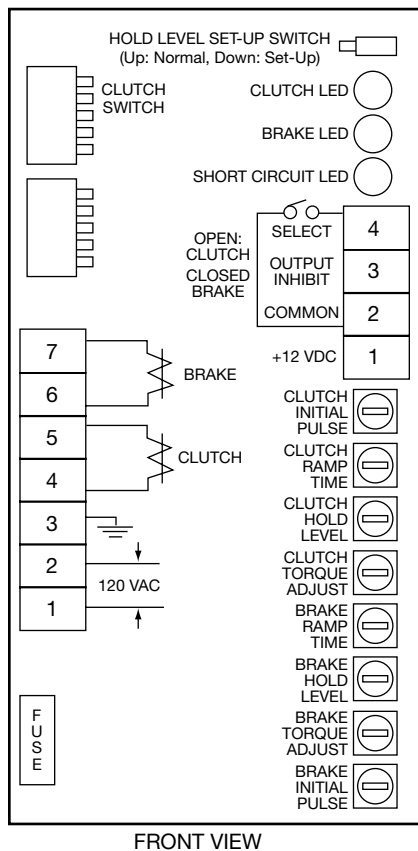 HOLD LEVEL SET-UP SWITCH
(Up: Normal, Down: Set-Up)
CLUTCH
SWITCH
CLUTCH LED
BRAKE LED
SHORT CIRCUIT LED
OPEN:
CLUTCH
CLOSED
BRAKE
SELECT
4
OUTPUT
INHIBIT
3
COMMON
2
+12 VDC
1
7
6
BRAKE
5
4
CLUTCH
3
2
1
120 VAC
CLUTCH
INITIAL
PULSE
CLUTCH
RAMP
TIME
CLUTCH
HOLD
LEVEL
CLUTCH
TORQUE
ADJUST
BRAKE
RAMP
TIME
BRAKE
HOLD
LEVEL
BRAKE
TORQUE
ADJUST
BRAKE
INITIAL
PULSE
FUSE
FRONT VIEW